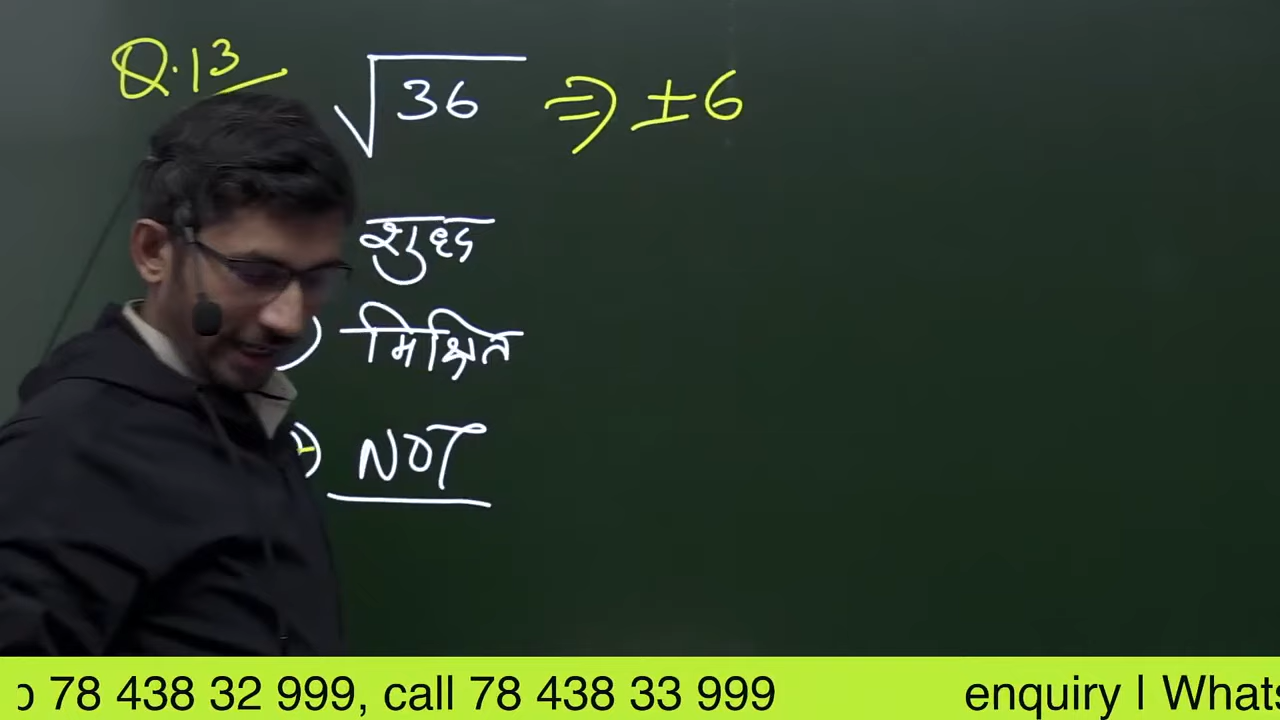 Q.13 √36 ⇒ ±6
शुध्द
) मिश्रित
) NOT
78 438 32 999, call 78 438 33 999 enquiry I Whats